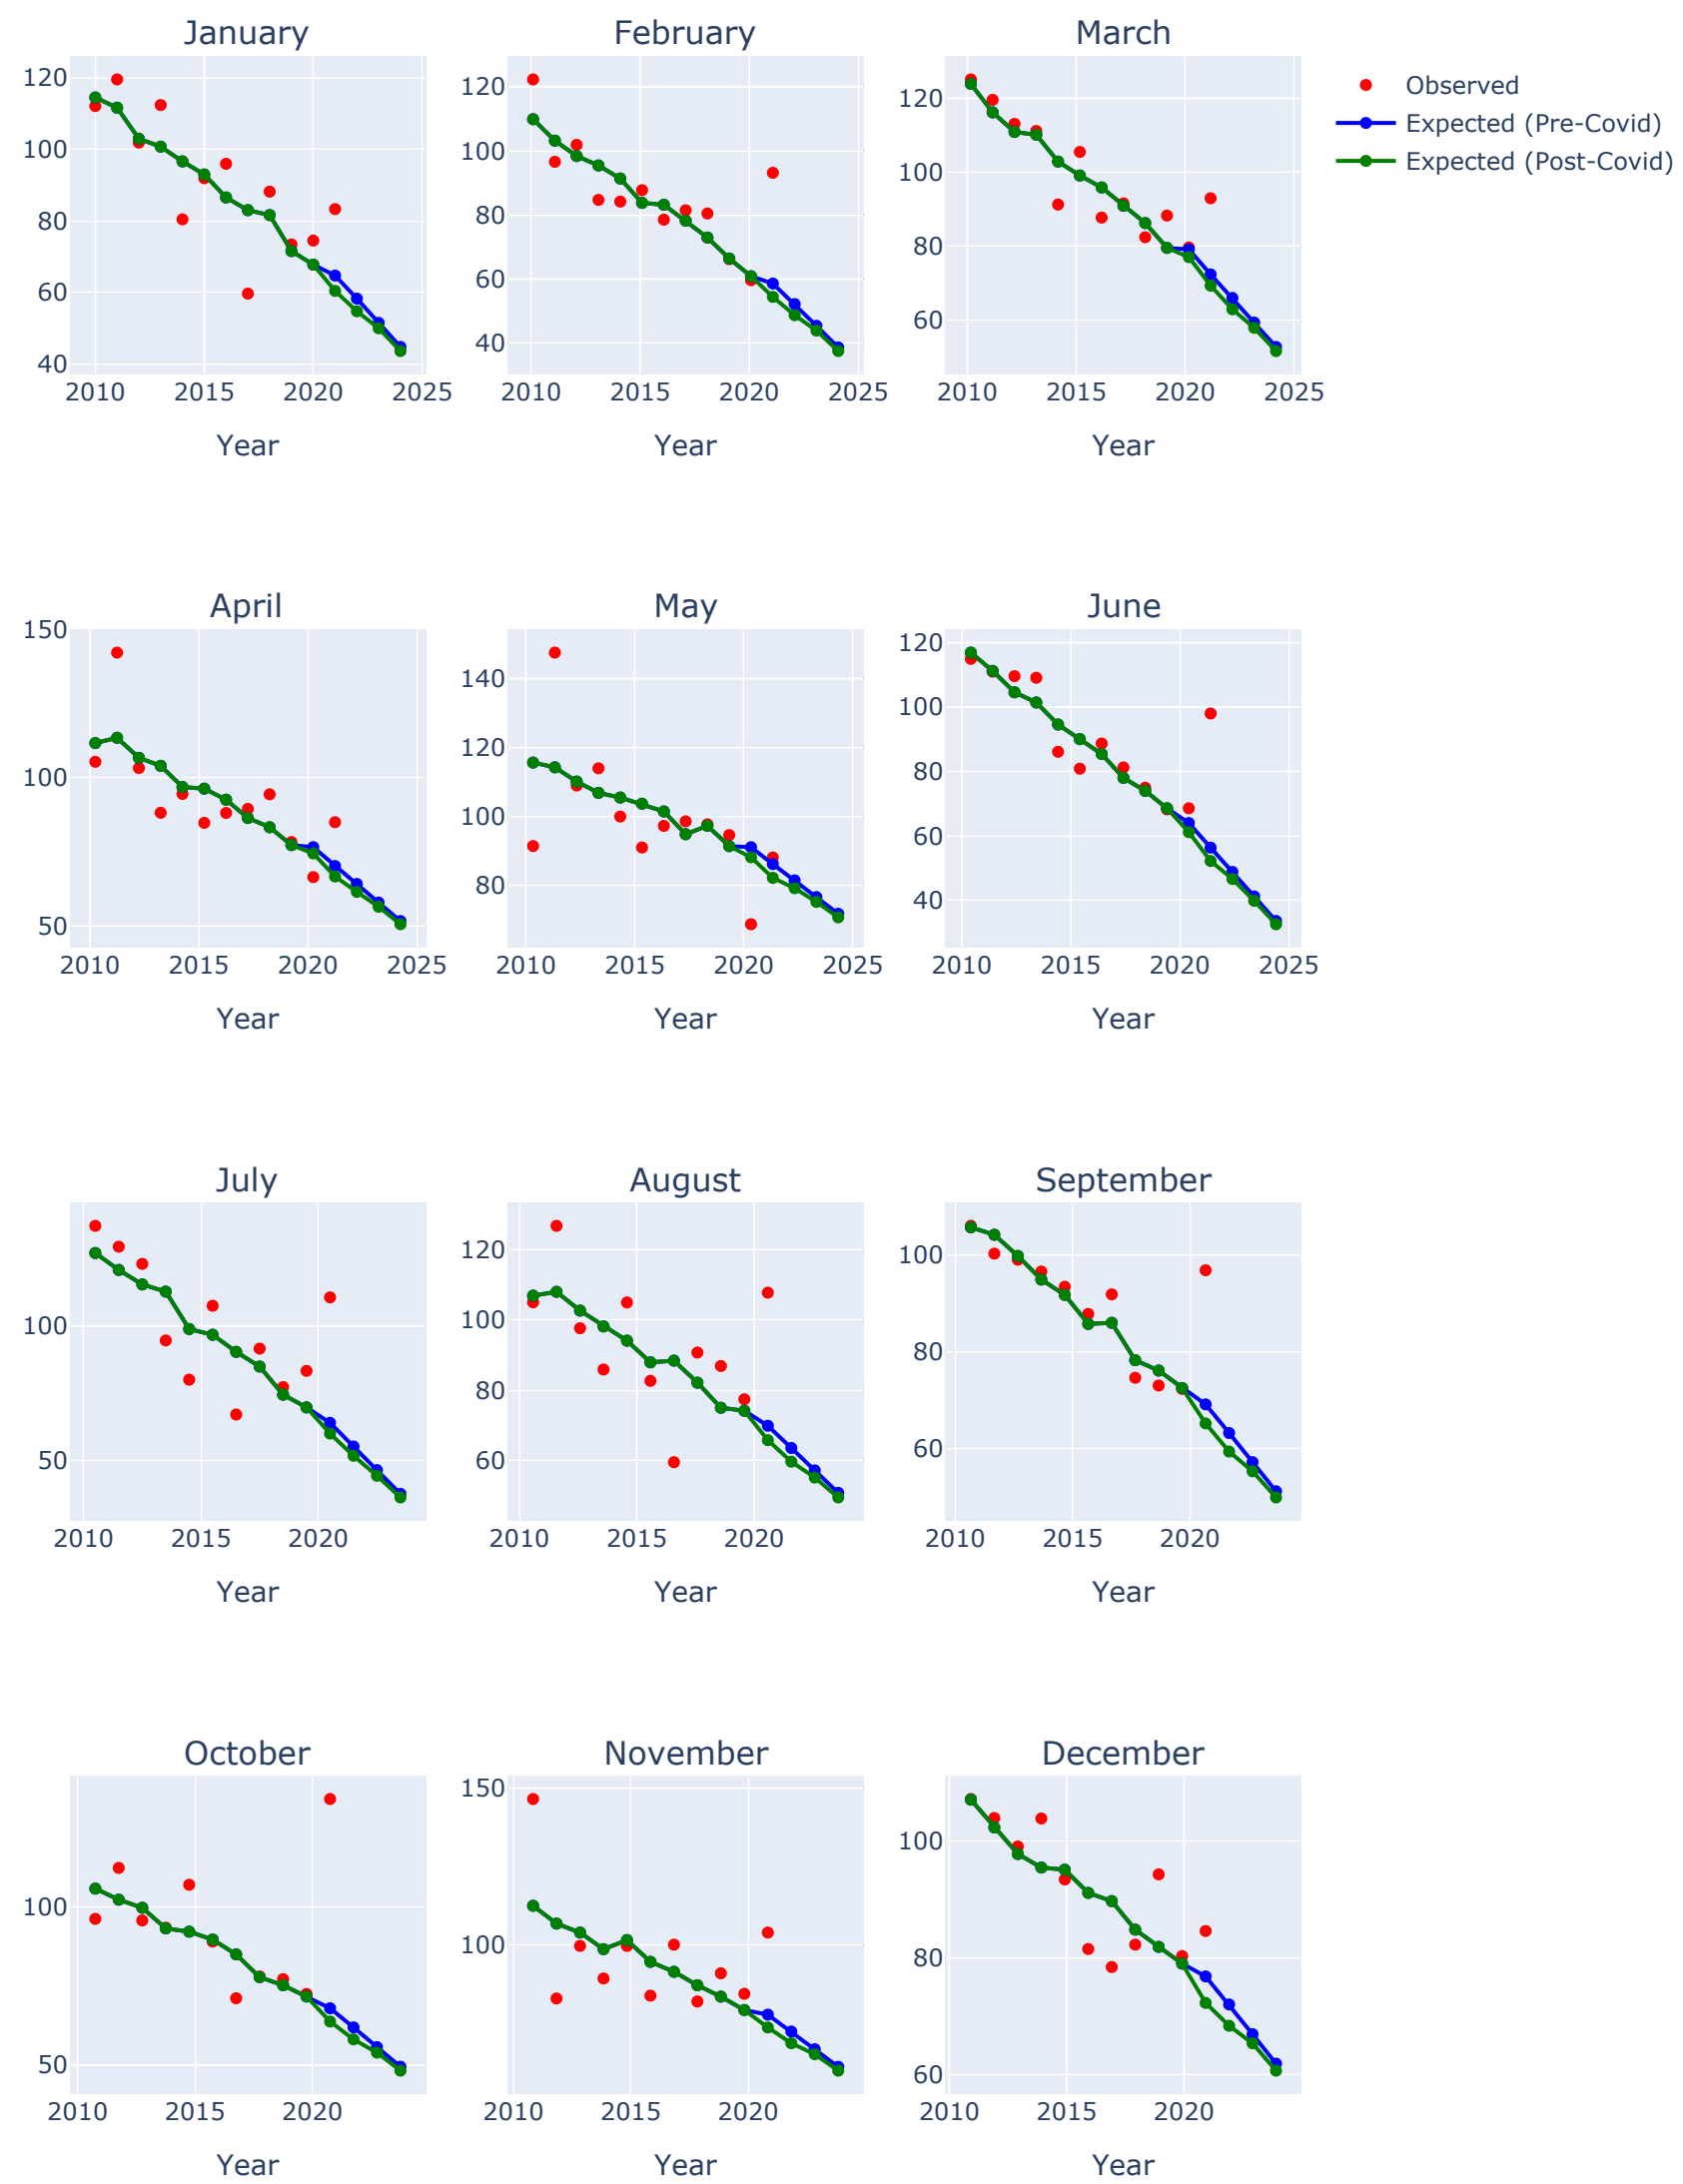 January February March
120
100
80
60
40
2010 2015 2020 2025
Year
120
100
80
60
40
2010 2015 2020 2025
Year
120
100
80
60
2010 2015 2020 2025
Year
Observed
Expected (Pre-Covid)
Expected (Post-Covid)
April May June
150
100
50
2010 2015 2020 2025
Year
140
120
100
80
2010 2015 2020 2025
Year
120
100
80
60
40
2010 2015 2020 2025
Year
July August September
100
50
2010 2015 2020
Year
120
100
80
60
2010 2015 2020
Year
100
80
60
2010 2015 2020
Year
October November December
100
50
2010 2015 2020
Year
150
100
2010 2015 2020
Year
100
80
60
2010 2015 2020
Year